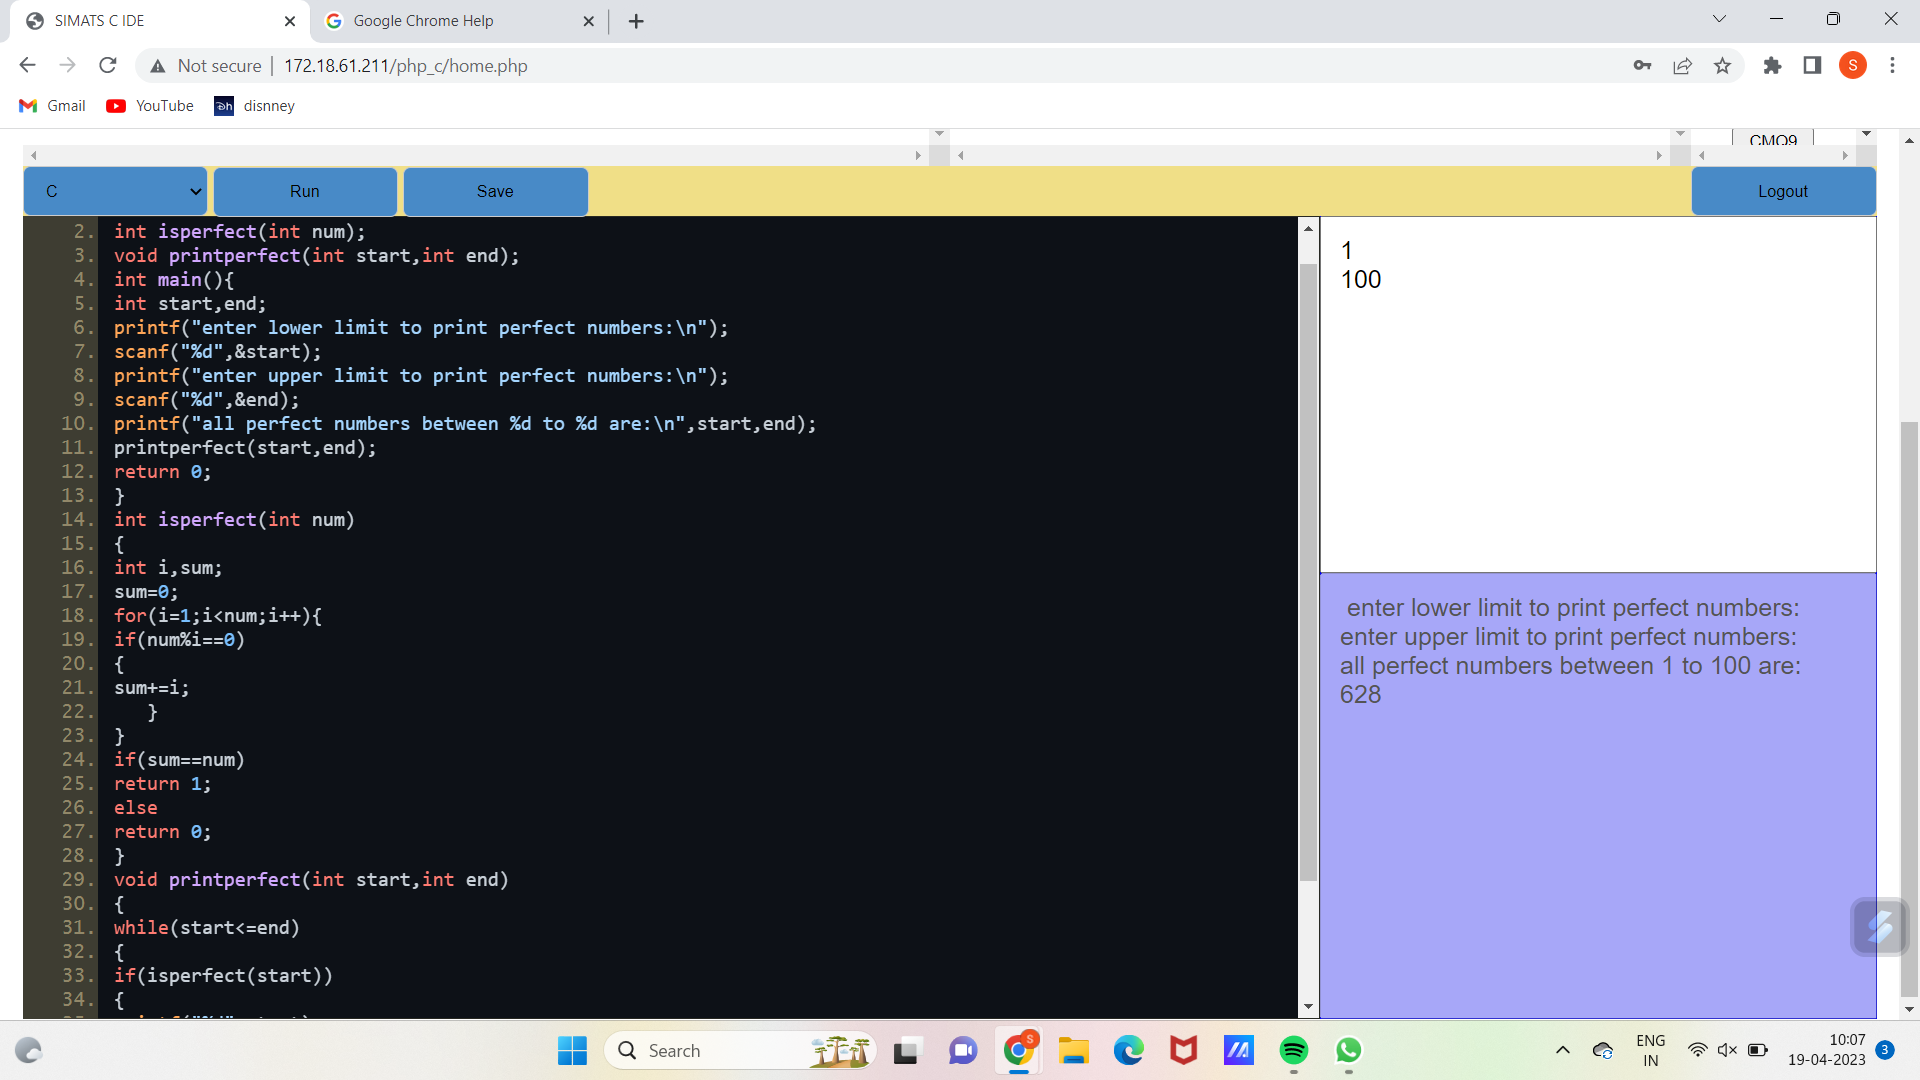 SIMATS C IDE
Google Chrome Help
Not secure
172.18.61.211/php_c/home.php
S
Gmail
YouTube
disnney
CMO9
C
Run
Save
Logout
2. int isperfect(int num);
3. void printperfect(int start,int end);
4. int main(){
5. int start,end;
6. printf("enter lower limit to print perfect numbers:\n");
7. scanf("%d",&start);
8. printf("enter upper limit to print perfect numbers:\n");
9. scanf("%d",&end);
10. printf("all perfect numbers between %d to %d are:\n",start,end);
11. printperfect(start,end);
12. return 0;
13. }
14. int isperfect(int num)
15. {
16. int i,sum;
17. sum=0;
18. for(i=1;i<num;i++){
19. if(num%i==0)
20. {
21. sum+=i;
22.    }
23. }
24. if(sum==num)
25. return 1;
26. else
27. return 0;
28. }
29. void printperfect(int start,int end)
30. {
31. while(start<=end)
32. {
33. if(isperfect(start))
34. {
1
100
enter lower limit to print perfect numbers:
enter upper limit to print perfect numbers:
all perfect numbers between 1 to 100 are:
628
Search
S
ENG
IN
10:07
19-04-2023
3